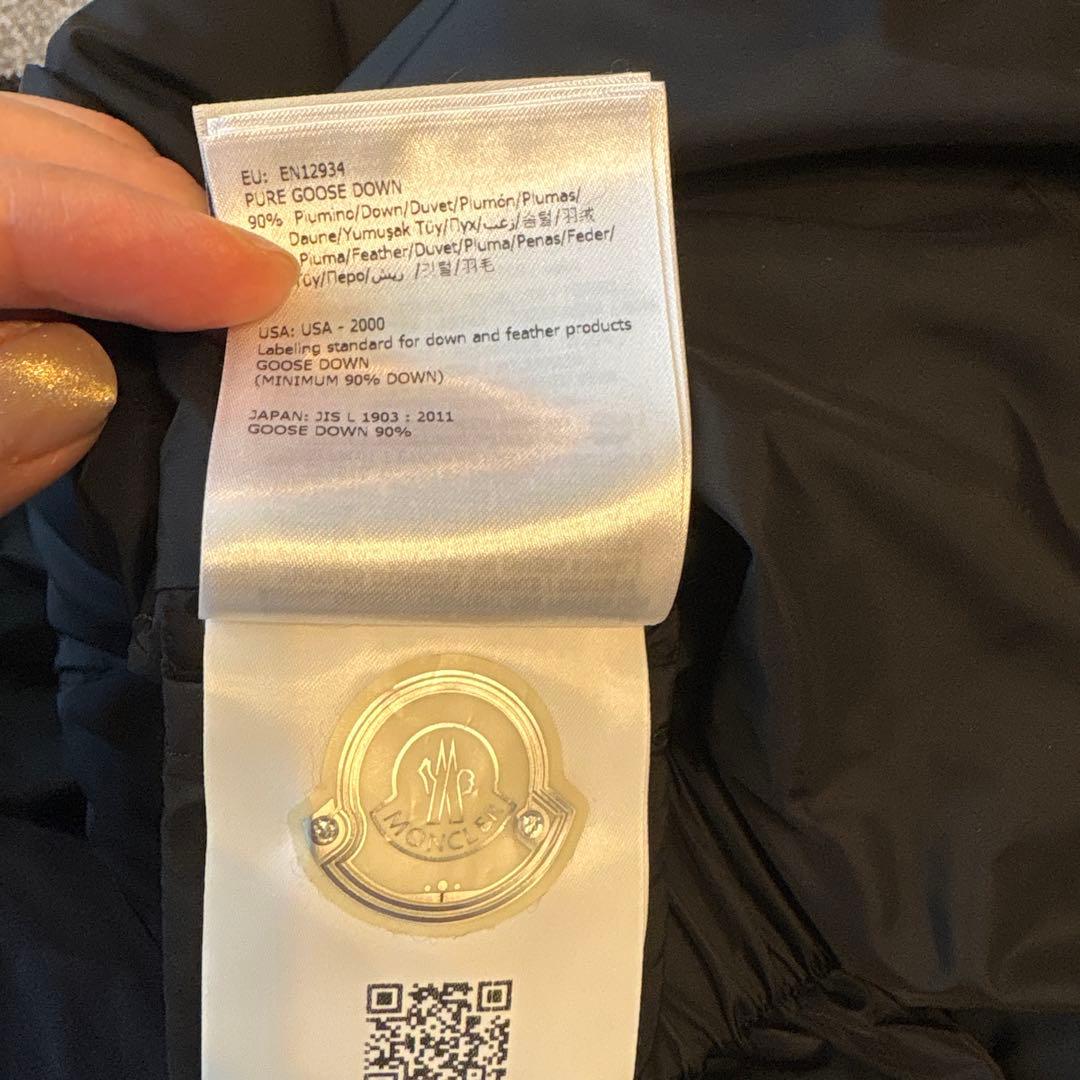 EU: EN12934
PURE GOOSE DOWN
90% Piumino/Down/Duvet/Plumón/Plumas/
Daune/Yumuşak Tüy/Пух/زغب/솜털/羽绒
Piuma/Feather/Duvet/Pluma/Penas/Feder/
Tüy/Перо/ريش/깃털/羽毛
USA: USA - 2000
Labeling standard for down and feather products
GOOSE DOWN
(MINIMUM 90% DOWN)
JAPAN: JIS L 1903 : 2011
GOOSE DOWN 90%
MONCLER